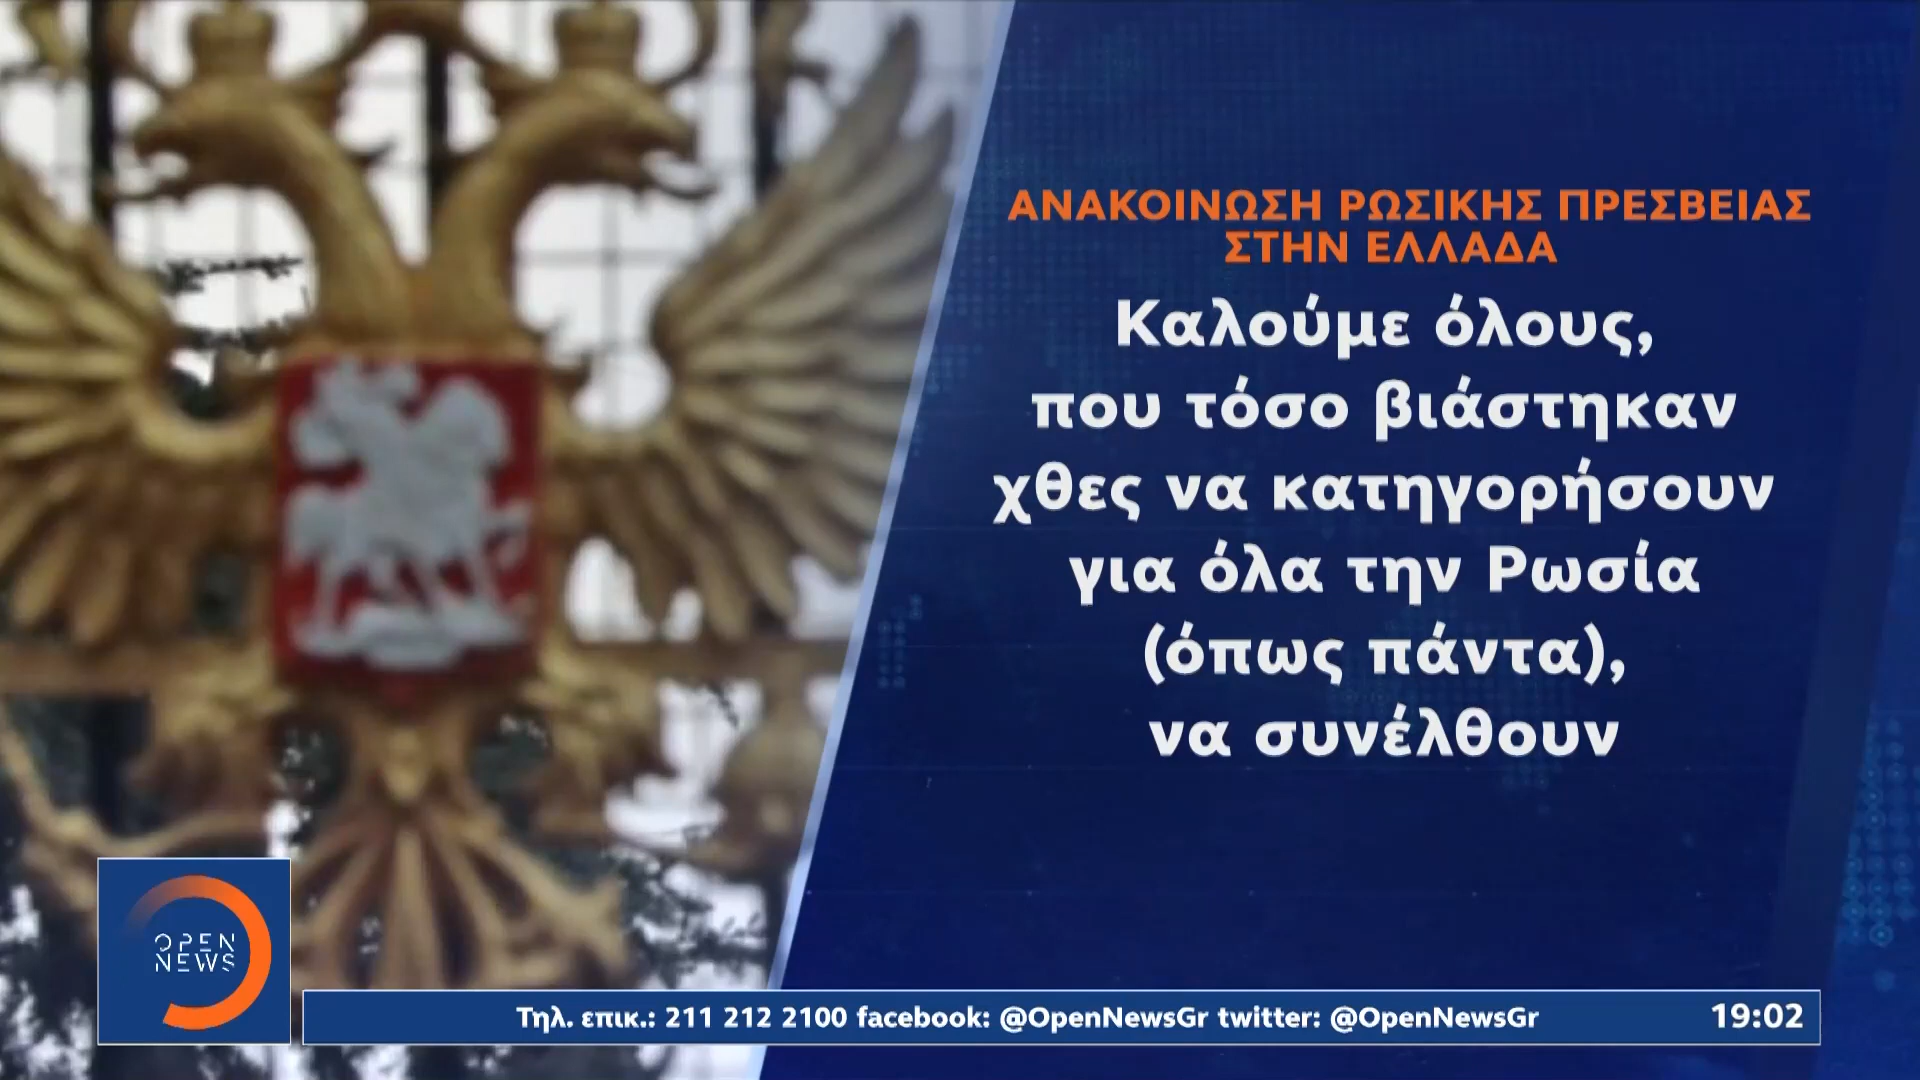 ΑΝΑΚΟΙΝΩΣΗ ΡΩΣΙΚΗΣ ΠΡΕΣΒΕΙΑΣ
ΣΤΗΝ ΕΛΛΑΔΑ
Καλούμε όλους,
που τόσο βιάστηκαν
χθες να κατηγορήσουν
για όλα την Ρωσία
(όπως πάντα),
να συνέλθουν
OPEN
NEWS
Τηλ. επικ.: 211 212 2100 facebook: @OpenNewsGr twitter: @OpenNewsGr
19:02